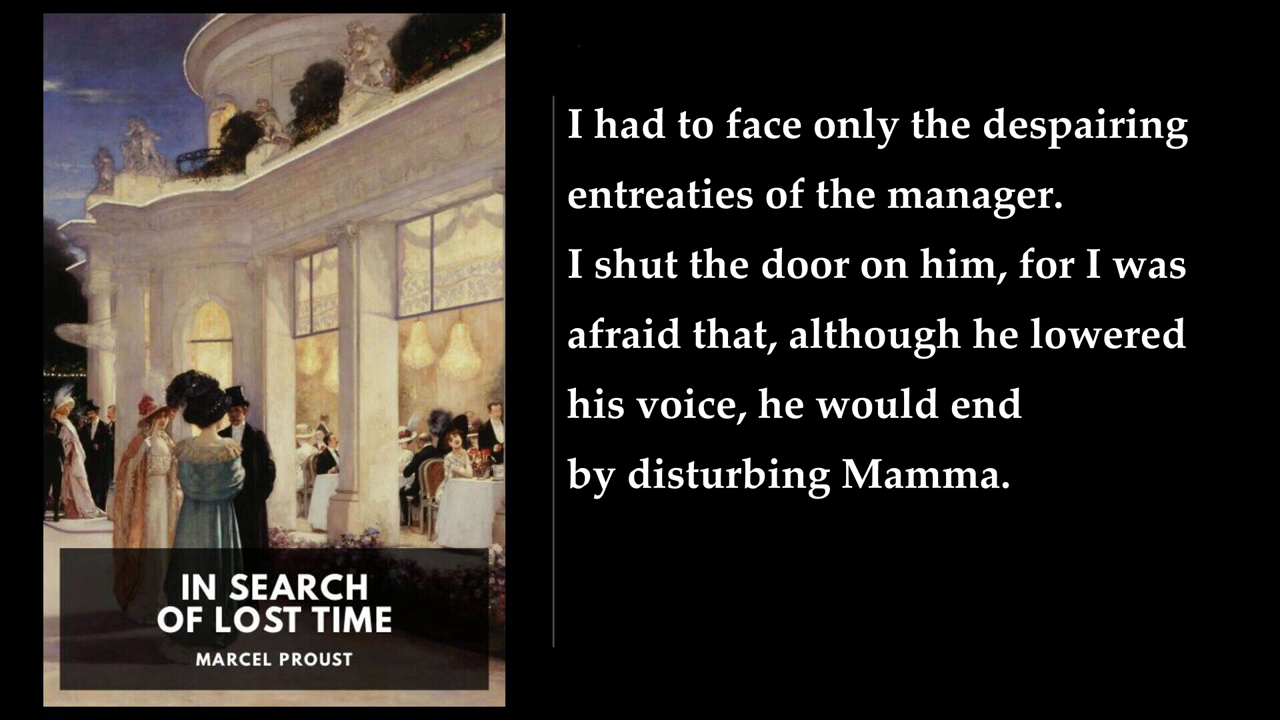 I had to face only the despairing
entreaties of the manager.
I shut the door on him, for I was
afraid that, although he lowered
his voice, he would end
by disturbing Mamma.
IN SEARCH
OF LOST TIME
MARCEL PROUST